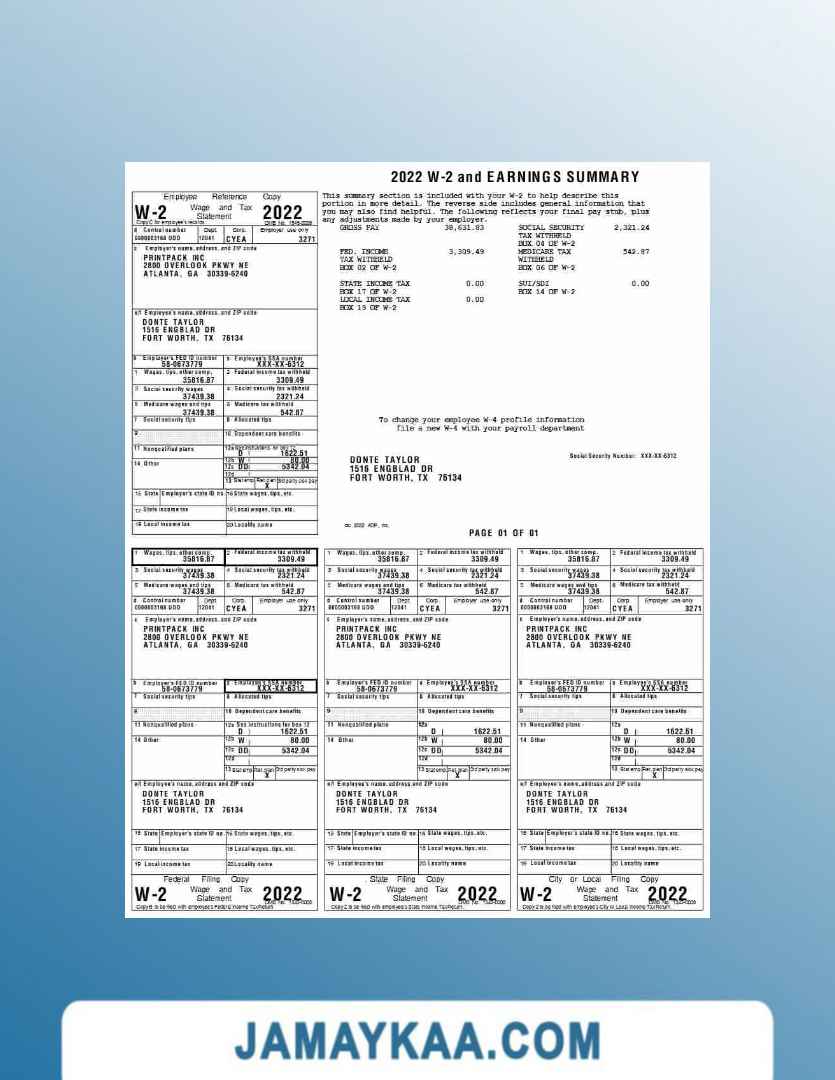 2022 W-2 and EARNINGS SUMMARY
Employee Reference Copy
W-2 Wage and Tax Statement 2022
Copy C for employee's records. OMB No. 1545-0008
d Control number Dept. Corp. Employer use only
0000003168 UDD 12041 CYEA 3271
c Employer's name, address, and ZIP code
PRINTPACK INC
2800 OVERLOOK PKWY NE
ATLANTA, GA 30339-6240
e/f Employee's name, address, and ZIP code
DONTE TAYLOR
1516 ENGBLAD DR
FORT WORTH, TX 76134
b Employer's FED ID number a Employee's SSA number
58-0673779 XXX-XX-6312
1 Wages, tips, other comp. 2 Federal income tax withheld
35816.87 3309.49
3 Social security wages 4 Social security tax withheld
37439.38 2321.24
5 Medicare wages and tips 6 Medicare tax withheld
37439.38 542.87
7 Social security tips 8 Allocated tips
9 10 Dependent care benefits
11 Nonqualified plans 12a See instructions for box 12
D 1622.51
14 Other 12b W 80.00
12c DD 5342.04
12d
13 Stat emp. Ret. plan 3rd party sick pay
X
15 State Employer's state ID no. 16 State wages, tips, etc.
17 State income tax 18 Local wages, tips, etc.
19 Local income tax 20 Locality name
This summary section is included with your W-2 to help describe this
portion in more detail. The reverse side includes general information that
you may also find helpful. The following reflects your final pay stub, plus
any adjustments made by your employer.
GROSS PAY 38,631.83 SOCIAL SECURITY 2,321.24
TAX WITHHELD
BOX 04 OF W-2
FED. INCOME 3,309.49 MEDICARE TAX 542.87
TAX WITHHELD WITHHELD
BOX 02 OF W-2 BOX 06 OF W-2
STATE INCOME TAX 0.00 SUI/SDI 0.00
BOX 17 OF W-2 BOX 14 OF W-2
LOCAL INCOME TAX 0.00
BOX 19 OF W-2
To change your employee W-4 profile information
file a new W-4 with your payroll department
Social Security Number: XXX-XX-6312
DONTE TAYLOR
1516 ENGBLAD DR
FORT WORTH, TX 76134
2022 ADP, Inc.
PAGE 01 OF 01
1 Wages, tips, other comp. 2 Federal income tax withheld
35816.87 3309.49
3 Social security wages 4 Social security tax withheld
37439.38 2321.24
5 Medicare wages and tips 6 Medicare tax withheld
37439.38 542.87
d Control number Dept. Corp. Employer use only
0000003168 UDD 12041 CYEA 3271
c Employer's name, address, and ZIP code
PRINTPACK INC
2800 OVERLOOK PKWY NE
ATLANTA, GA 30339-6240
b Employer's FED ID number a Employee's SSA number
58-0673779 XXX-XX-6312
7 Social security tips 8 Allocated tips
9 10 Dependent care benefits
11 Nonqualified plans 12a See instructions for box 12
D 1622.51
14 Other 12b W 80.00
12c DD 5342.04
12d
13 Stat emp. Ret. plan 3rd party sick pay
X
e/f Employee's name, address and ZIP code
DONTE TAYLOR
1516 ENGBLAD DR
FORT WORTH, TX 76134
15 State Employer's state ID no. 16 State wages, tips, etc.
17 State income tax 18 Local wages, tips, etc.
19 Local income tax 20 Locality name
Federal Filing Copy
W-2 Wage and Tax Statement 2022
Copy B to be filed with employee's Federal Income Tax Return. OMB No. 1545-0008
1 Wages, tips, other comp. 2 Federal income tax withheld
35816.87 3309.49
3 Social security wages 4 Social security tax withheld
37439.38 2321.24
5 Medicare wages and tips 6 Medicare tax withheld
37439.38 542.87
d Control number Dept. Corp. Employer use only
0000003168 UDD 12041 CYEA 3271
c Employer's name, address, and ZIP code
PRINTPACK INC
2800 OVERLOOK PKWY NE
ATLANTA, GA 30339-6240
b Employer's FED ID number a Employee's SSA number
58-0673779 XXX-XX-6312
7 Social security tips 8 Allocated tips
9 10 Dependent care benefits
11 Nonqualified plans 12a
D 1622.51
14 Other 12b W 80.00
12c DD 5342.04
12d
13 Stat emp. Ret. plan 3rd party sick pay
X
e/f Employee's name, address and ZIP code
DONTE TAYLOR
1516 ENGBLAD DR
FORT WORTH, TX 76134
15 State Employer's state ID no. 16 State wages, tips, etc.
17 State income tax 18 Local wages, tips, etc.
19 Local income tax 20 Locality name
State Filing Copy
W-2 Wage and Tax Statement 2022
Copy 2 to be filed with employee's State Income Tax Return. OMB No. 1545-0008
1 Wages, tips, other comp. 2 Federal income tax withheld
35816.87 3309.49
3 Social security wages 4 Social security tax withheld
37439.38 2321.24
5 Medicare wages and tips 6 Medicare tax withheld
37439.38 542.87
d Control number Dept. Corp. Employer use only
0000003168 UDD 12041 CYEA 3271
c Employer's name, address, and ZIP code
PRINTPACK INC
2800 OVERLOOK PKWY NE
ATLANTA, GA 30339-6240
b Employer's FED ID number a Employee's SSA number
58-0673779 XXX-XX-6312
7 Social security tips 8 Allocated tips
9 10 Dependent care benefits
11 Nonqualified plans 12a
D 1622.51
14 Other 12b W 80.00
12c DD 5342.04
12d
13 Stat emp. Ret. plan 3rd party sick pay
X
e/f Employee's name, address and ZIP code
DONTE TAYLOR
1516 ENGBLAD DR
FORT WORTH, TX 76134
15 State Employer's state ID no. 16 State wages, tips, etc.
17 State income tax 18 Local wages, tips, etc.
19 Local income tax 20 Locality name
City or Local Filing Copy
W-2 Wage and Tax Statement 2022
Copy 2 to be filed with employee's City or Local Income Tax Return. OMB No. 1545-0008
JAMAYKAA.COM